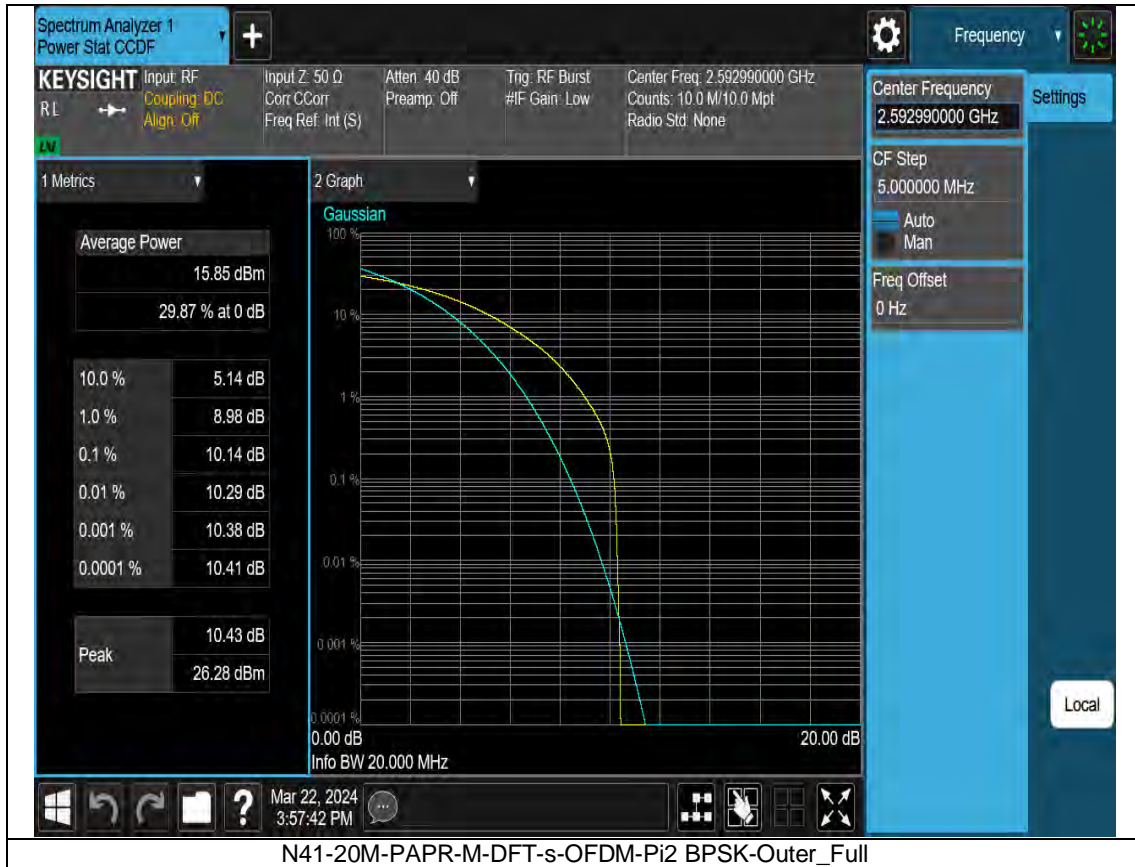 Spectrum Analyzer 1
Power Stat CCDF
+
Frequency
KEYSIGHT
RL
Input: RF
Coupling: DC
Align: Off
Input Z: 50 Ω
Corr CCorr
Freq Ref: Int (S)
Atten: 40 dB
Preamp: Off
Trig: RF Burst
#IF Gain: Low
Center Freq: 2.592990000 GHz
Counts: 10.0 M/10.0 Mpt
Radio Std: None
Center Frequency
2.592990000 GHz
Settings
CF Step
5.000000 MHz
Auto
Man
Freq Offset
0 Hz
Local
1 Metrics
Average Power
15.85 dBm
29.87 % at 0 dB
10.0 % 5.14 dB
1.0 % 8.98 dB
0.1 % 10.14 dB
0.01 % 10.29 dB
0.001 % 10.38 dB
0.0001 % 10.41 dB
Peak
10.43 dB
26.28 dBm
2 Graph
Gaussian
100 %
10 %
1 %
0.1 %
0.01 %
0.001 %
0.0001 %
0.00 dB 20.00 dB
Info BW 20.000 MHz
?
Mar 22, 2024
3:57:42 PM
N41-20M-PAPR-M-DFT-s-OFDM-Pi2 BPSK-Outer_Full